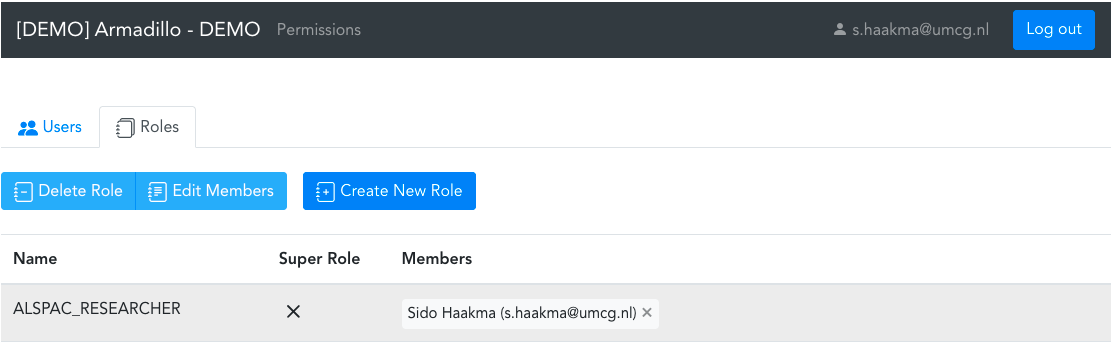 [DEMO] Armadillo - DEMO Permissions s.haakma@umcg.nl Log out
Users Roles
Delete Role Edit Members Create New Role
Name Super Role Members
ALSPAC_RESEARCHER Sido Haakma (s.haakma@umcg.nl) ×